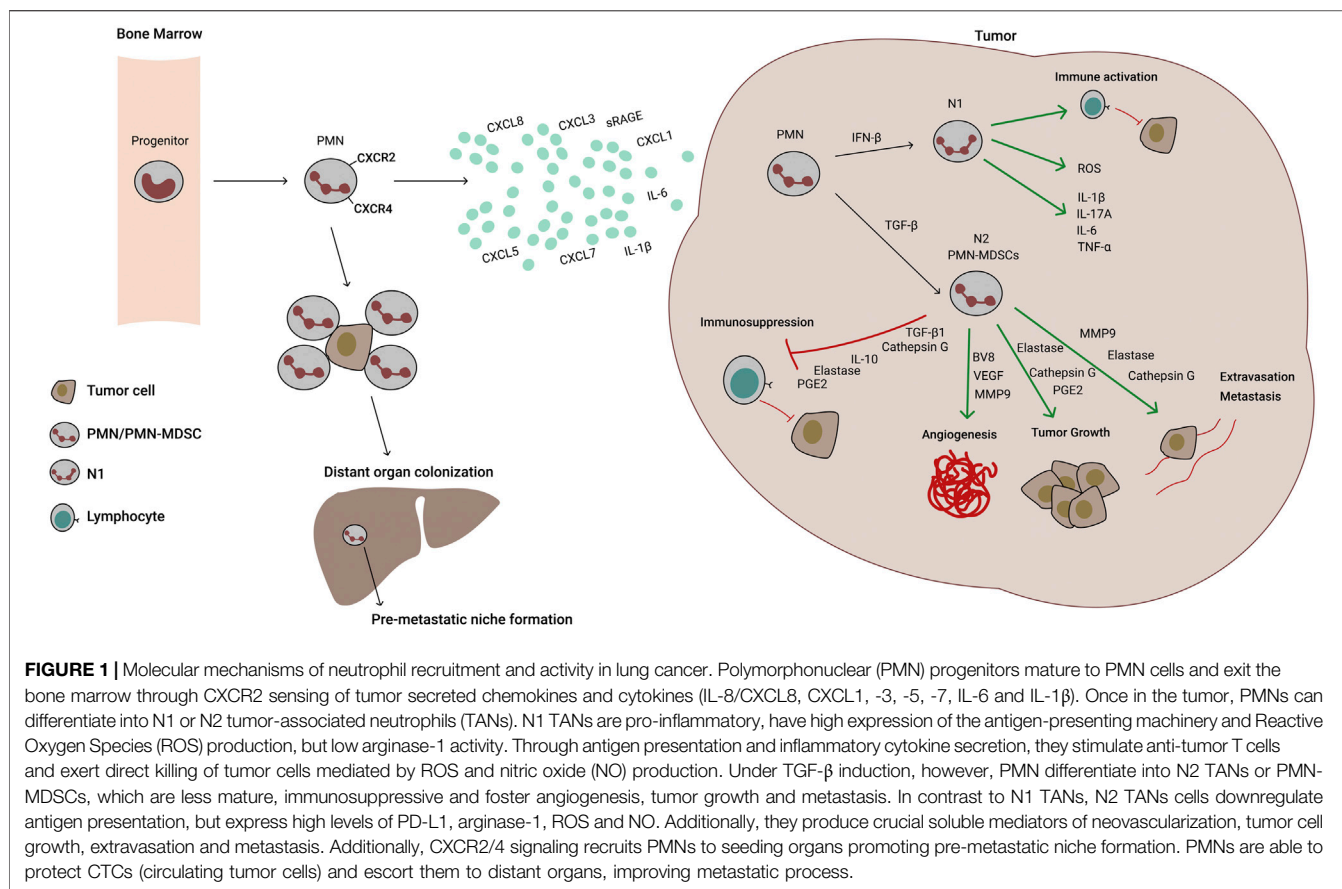 Bone Marrow
Progenitor
PMN
CXCR2
CXCR4
CXCL8
CXCL3
sRAGE
CXCL1
IL-6
CXCL5
CXCL7
IL-1β
Tumor cell
PMN/PMN-MDSC
N1
Lymphocyte
Distant organ colonization
Pre-metastatic niche formation
Tumor
PMN
IFN-β
N1
Immune activation
ROS
IL-1β
IL-17A
IL-6
TNF-α
TGF-β
N2
PMN-MDSCs
Immunosuppression
TGF-β1
Cathepsin G
IL-10
Elastase
PGE2
BV8
VEGF
MMP9
Angiogenesis
Elastase
Cathepsin G
PGE2
Tumor Growth
MMP9
Elastase
Cathepsin G
Extravasation
Metastasis
FIGURE 1 | Molecular mechanisms of neutrophil recruitment and activity in lung cancer. Polymorphonuclear (PMN) progenitors mature to PMN cells and exit the
bone marrow through CXCR2 sensing of tumor secreted chemokines and cytokines (IL-8/CXCL8, CXCL1, -3, -5, -7, IL-6 and IL-1β). Once in the tumor, PMNs can
differentiate into N1 or N2 tumor-associated neutrophils (TANs). N1 TANs are pro-inflammatory, have high expression of the antigen-presenting machinery and Reactive
Oxygen Species (ROS) production, but low arginase-1 activity. Through antigen presentation and inflammatory cytokine secretion, they stimulate anti-tumor T cells
and exert direct killing of tumor cells mediated by ROS and nitric oxide (NO) production. Under TGF-β induction, however, PMN differentiate into N2 TANs or PMN-
MDSCs, which are less mature, immunosuppressive and foster angiogenesis, tumor growth and metastasis. In contrast to N1 TANs, N2 TANs cells downregulate
antigen presentation, but express high levels of PD-L1, arginase-1, ROS and NO. Additionally, they produce crucial soluble mediators of neovascularization, tumor cell
growth, extravasation and metastasis. Additionally, CXCR2/4 signaling recruits PMNs to seeding organs promoting pre-metastatic niche formation. PMNs are able to
protect CTCs (circulating tumor cells) and escort them to distant organs, improving metastatic process.